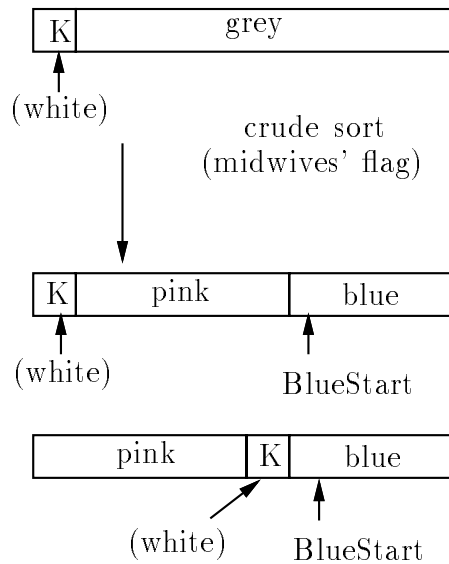 K grey
(white)
crude sort
(midwives' flag)
K pink blue
(white)
BlueStart
pink K blue
(white)
BlueStart